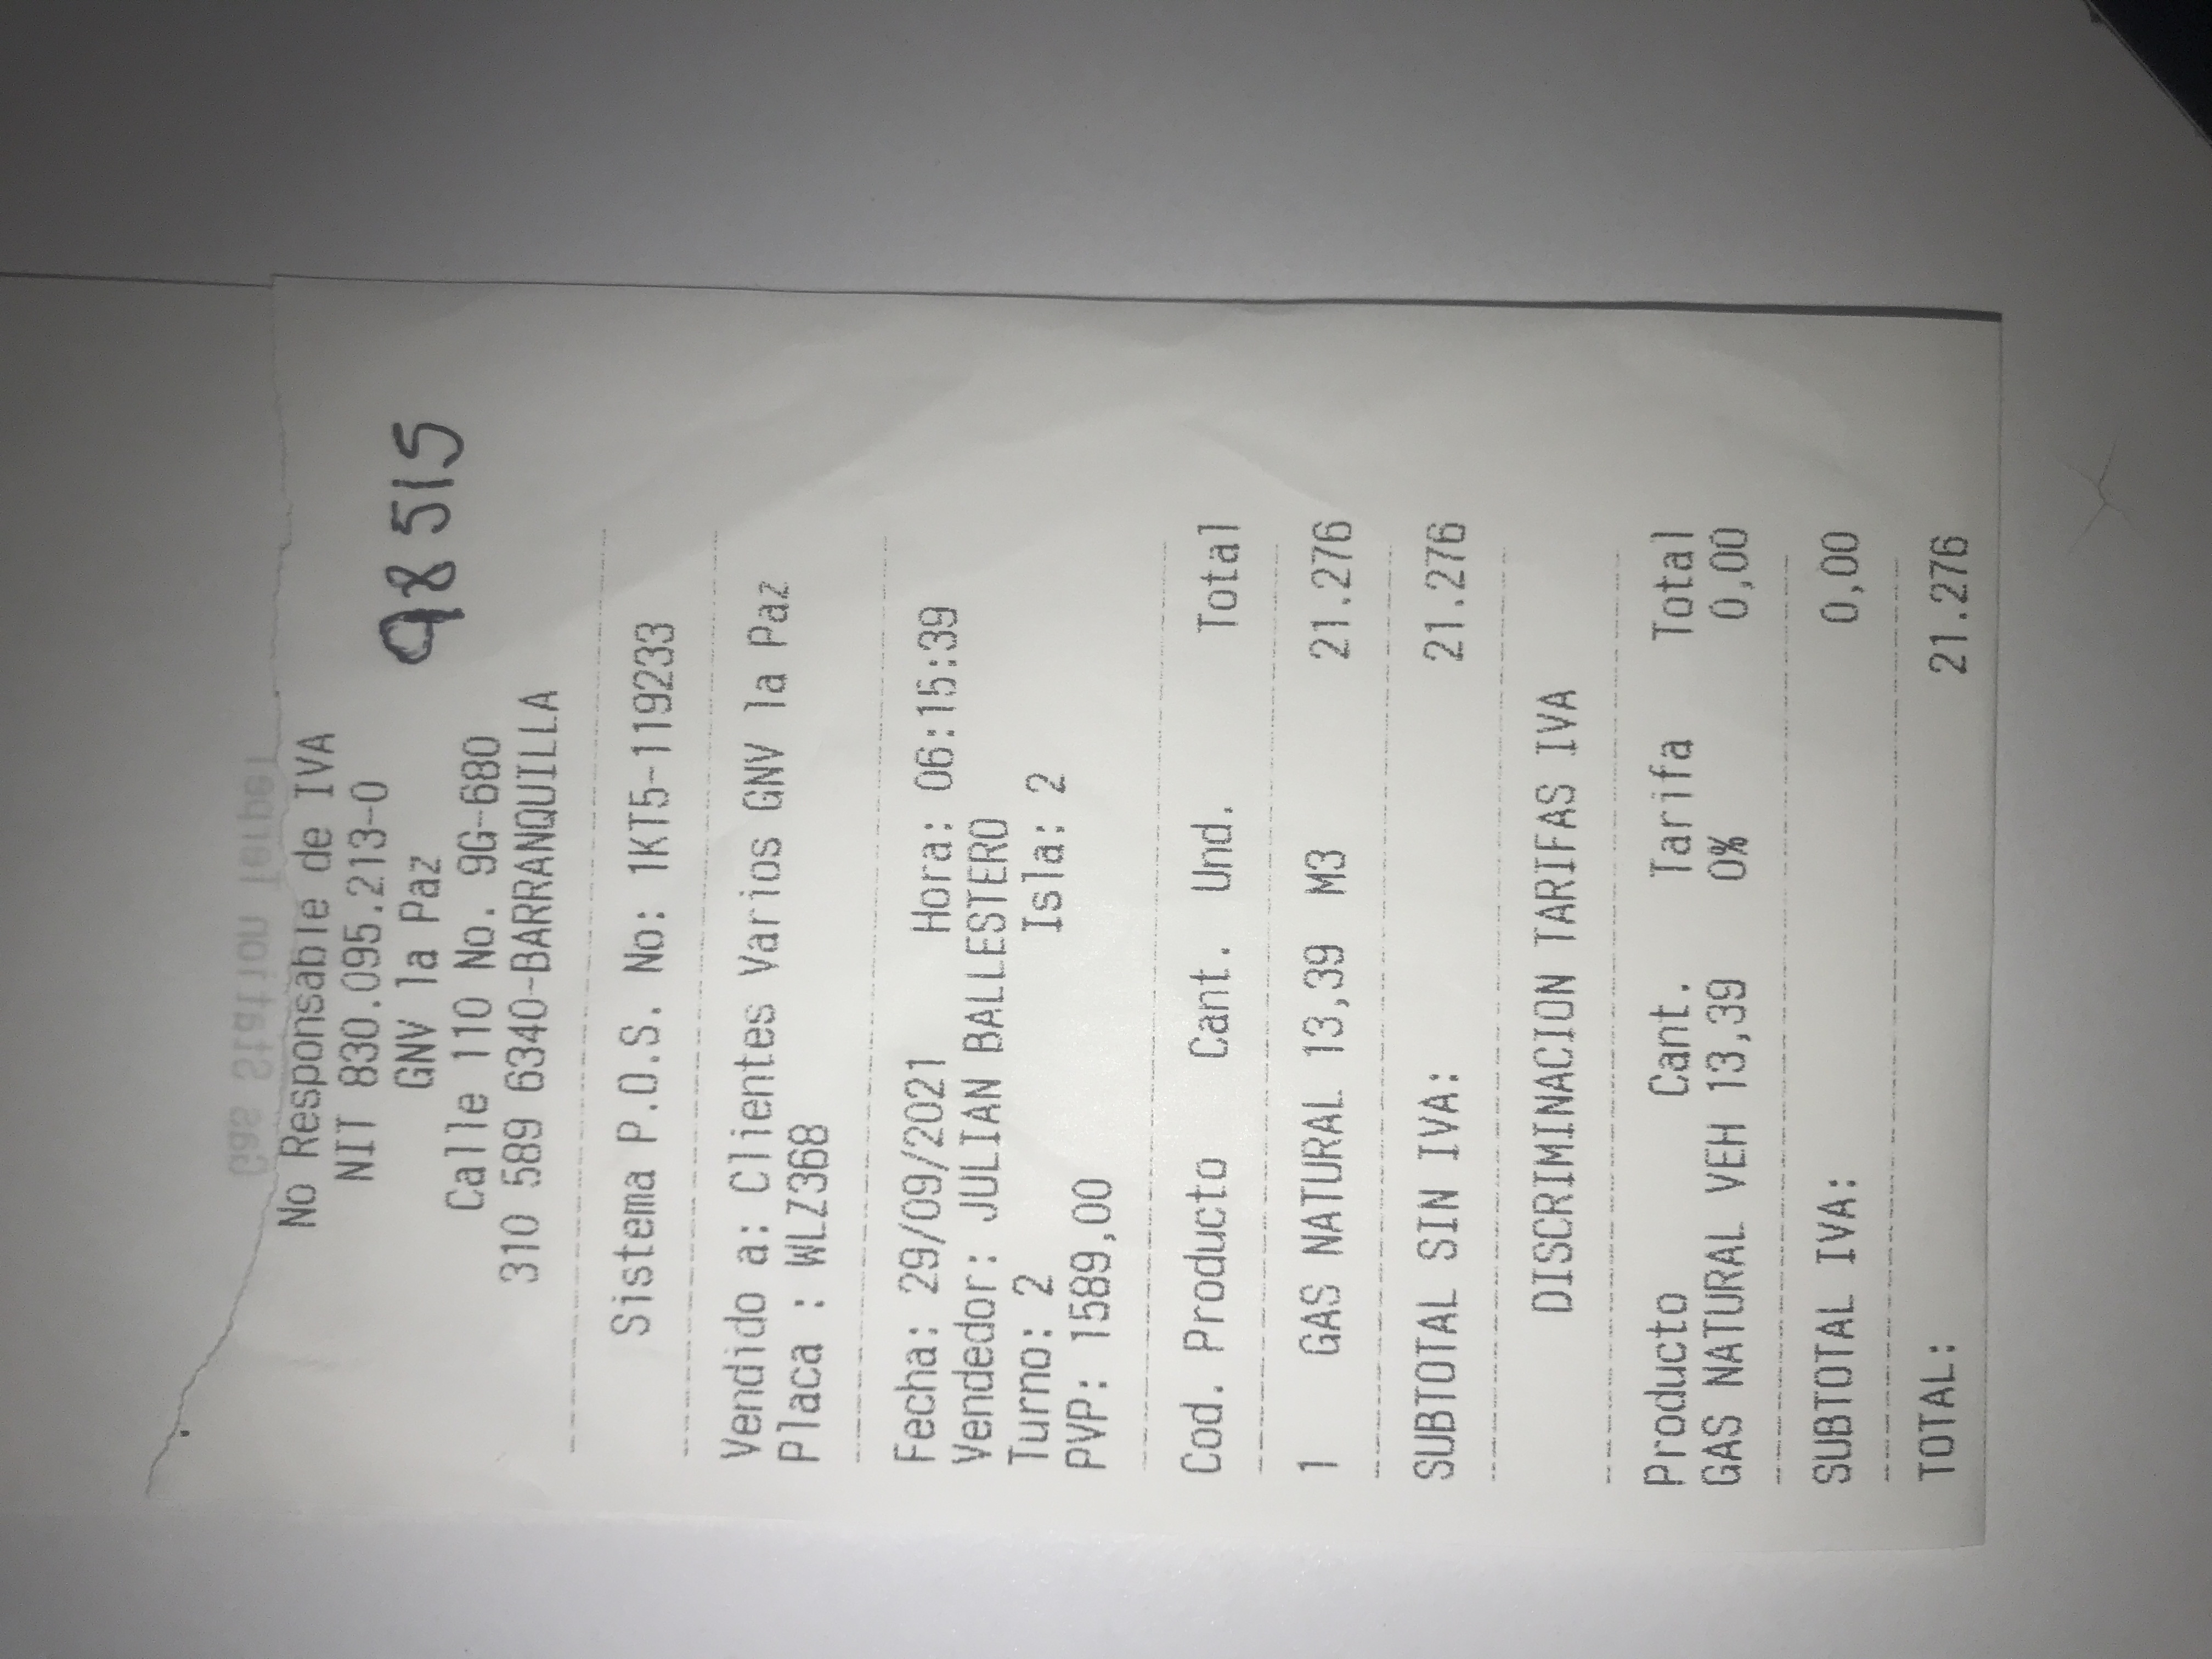 No Responsable de IVA
NIT 830.095.213-0
GNV la Paz
98515
Calle 110 No. 9G-680
310 589 6340-BARRANQUILLA
Sistema P.O.S. No: 1KT5-119233
Vendido a: Clientes Varios GNV la Paz
Placa : WLZ368
Fecha: 29/09/2021 Hora: 06:15:39
Vendedor: JULIAN BALLESTERO
Turno: 2 Isla: 2
PVP: 1589,00
Cod. Producto Cant. Und. Total
1 GAS NATURAL 13,39 M3 21.276
SUBTOTAL SIN IVA: 21.276
DISCRIMINACION TARIFAS IVA
Producto Cant. Tarifa Total
GAS NATURAL VEH 13,39 0% 0,00
SUBTOTAL IVA: 0,00
TOTAL: 21.276